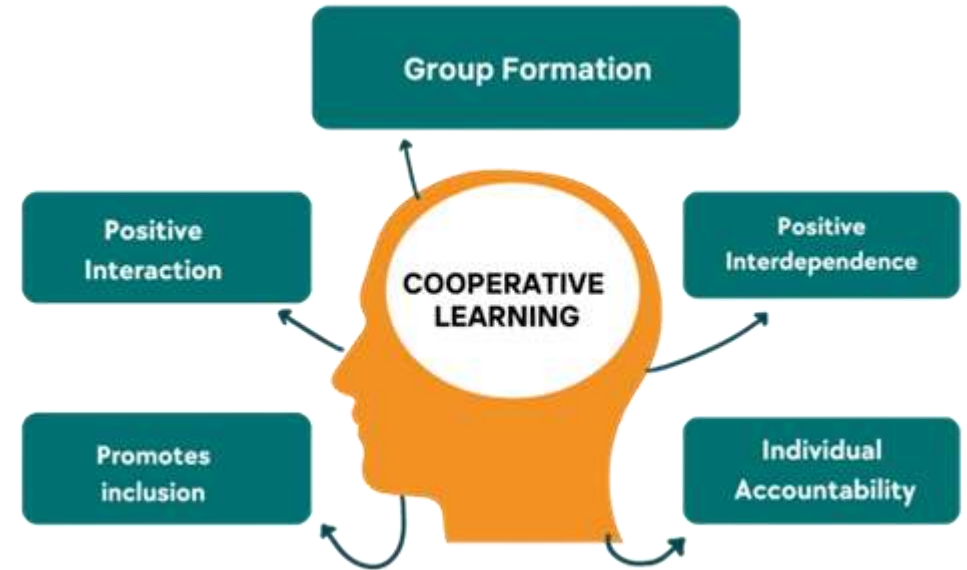 Group Formation
Positive
Interaction
Positive
Interdependence
COOPERATIVE
LEARNING
Promotes
inclusion
Individual
Accountability